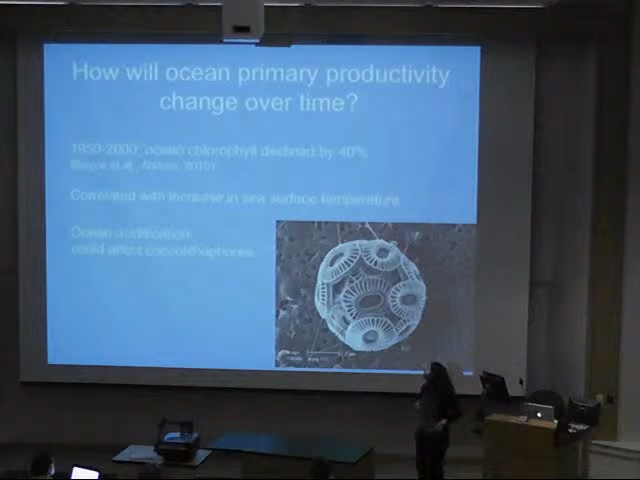 How will ocean primary productivity
change over time?
1950-2000: ocean chlorophyll declined by 40%
Correlated with increase in sea surface temperature
Ocean acidification
could affect coccolithophores